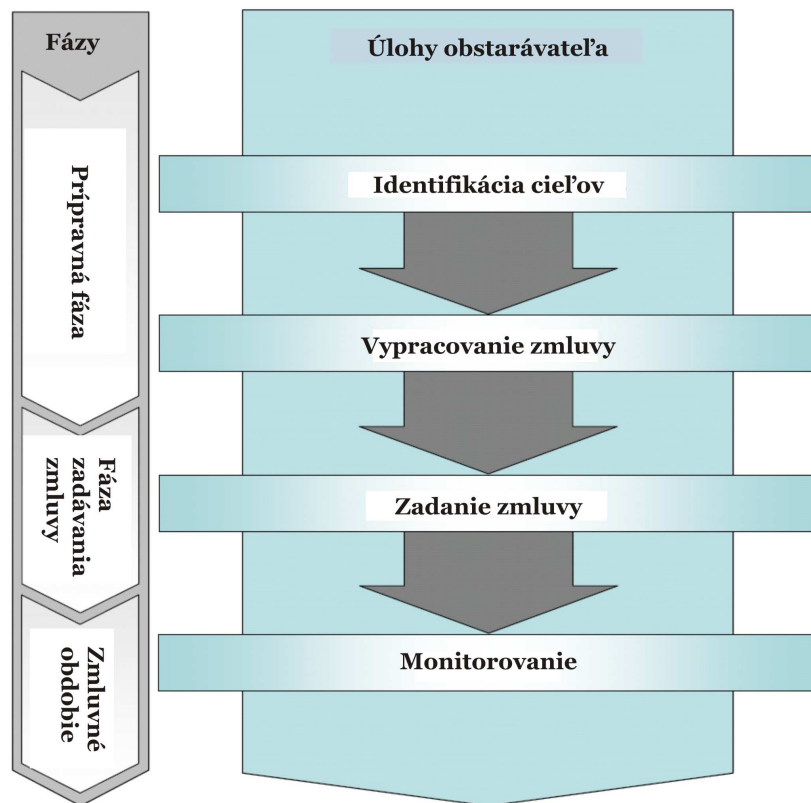 Fázy
Úlohy obstarávateľa
Prípravná fáza
Identifikácia cieľov
Vypracovanie zmluvy
Fáza
zadávania
zmluvy
Zadanie zmluvy
Zmluvné
obdobie
Monitorovanie